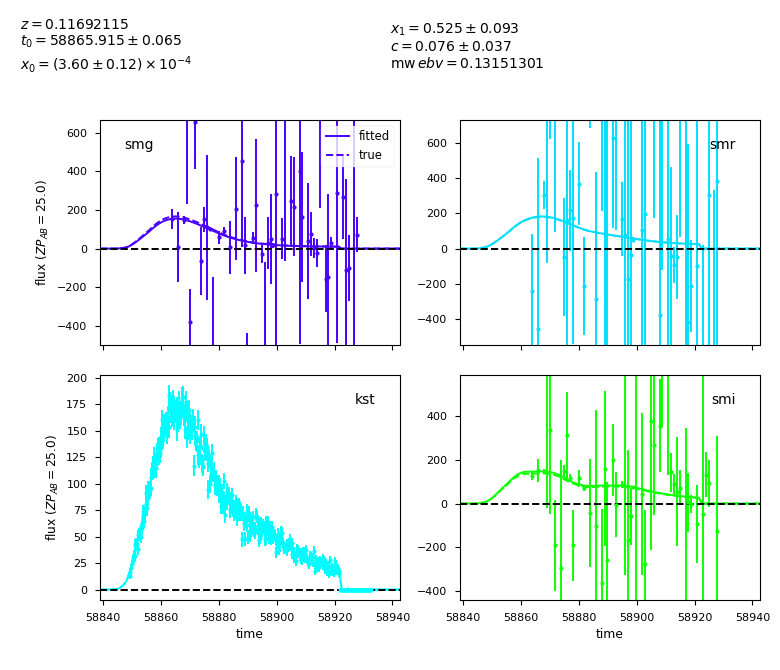 z = 0.11692115
t0 = 58865.915 ± 0.065
x0 = (3.60 ± 0.12) × 10^−4
x1 = 0.525 ± 0.093
c = 0.076 ± 0.037
mw ebv = 0.13151301
smg
fitted
true
600
400
200
0
−200
−400
flux (ZP_AB = 25.0)
smr
600
400
200
0
−200
−400
kst
200
175
150
125
100
75
50
25
0
flux (ZP_AB = 25.0)
58840
58860
58880
58900
58920
58940
time
smi
400
200
0
−200
−400
58840
58860
58880
58900
58920
58940
time